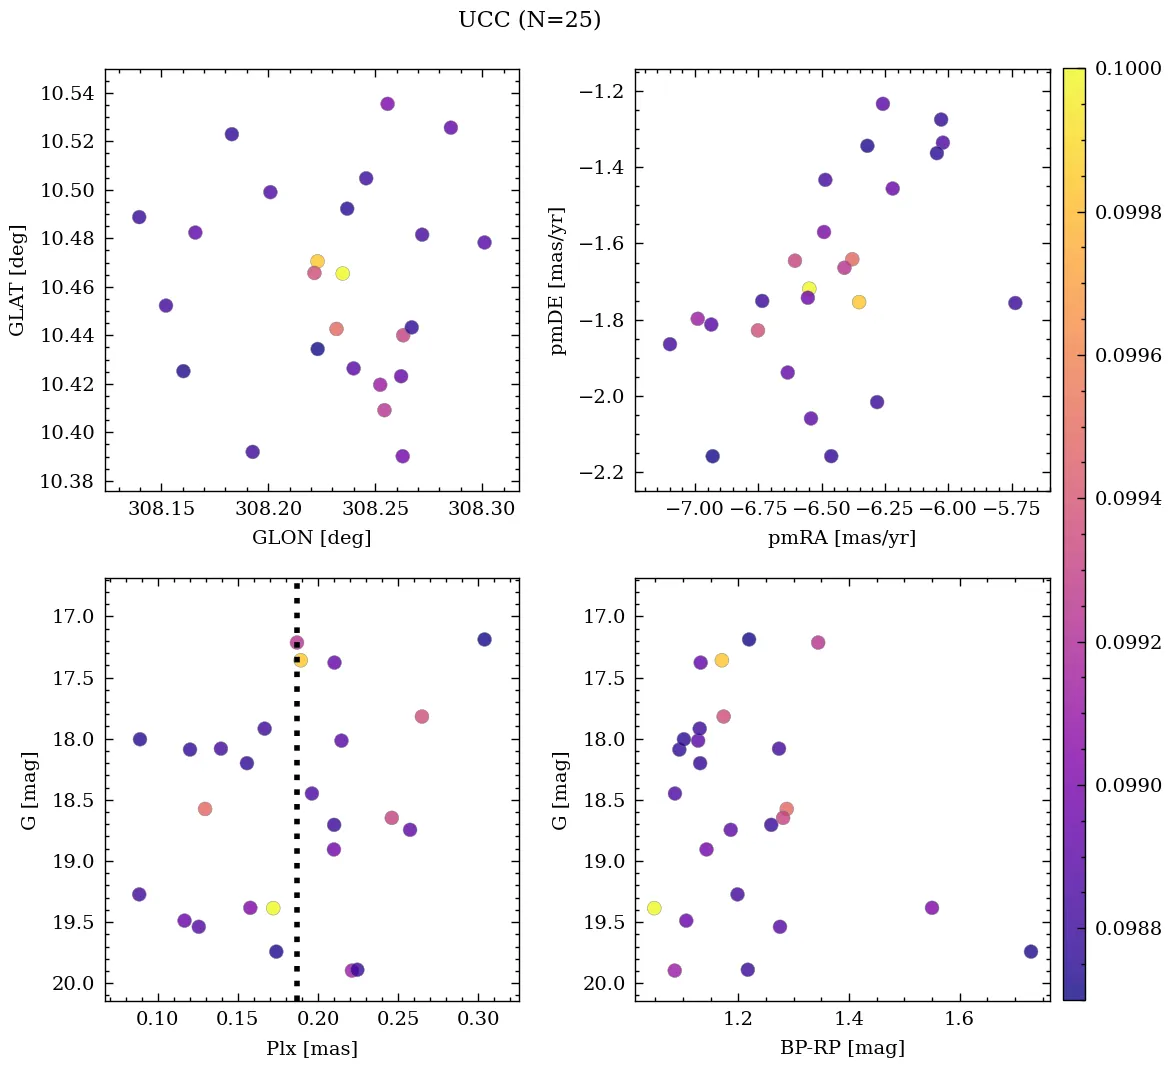 UCC (N=25)
10.54
10.52
10.50
10.48
10.46
10.44
10.42
10.40
10.38
GLAT [deg]
308.15 308.20 308.25 308.30
GLON [deg]
−1.2
−1.4
−1.6
−1.8
−2.0
−2.2
pmDE [mas/yr]
−7.00 −6.75 −6.50 −6.25 −6.00 −5.75
pmRA [mas/yr]
0.1000
0.0998
0.0996
0.0994
0.0992
0.0990
0.0988
17.0
17.5
18.0
18.5
19.0
19.5
20.0
G [mag]
0.10 0.15 0.20 0.25 0.30
Plx [mas]
17.0
17.5
18.0
18.5
19.0
19.5
20.0
G [mag]
1.2 1.4 1.6
BP-RP [mag]